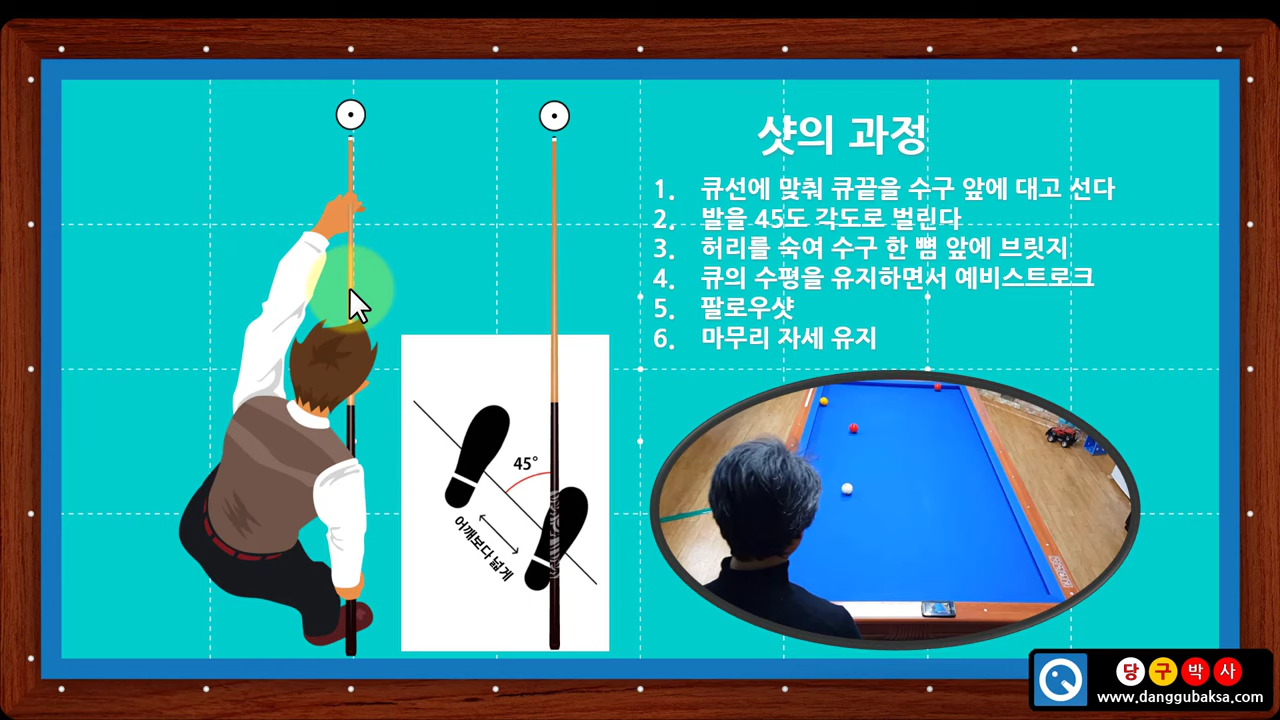 샷의 과정
1. 큐선에 맞춰 큐끝을 수구 앞에 대고 선다
2. 발을 45도 각도로 벌린다
3. 허리를 숙여 수구 한 뼘 앞에 브릿지
4. 큐의 수평을 유지하면서 예비스트로크
5. 팔로우샷
6. 마무리 자세 유지
45°
어깨보다 넓게
당구박사
www.danggubaksa.com